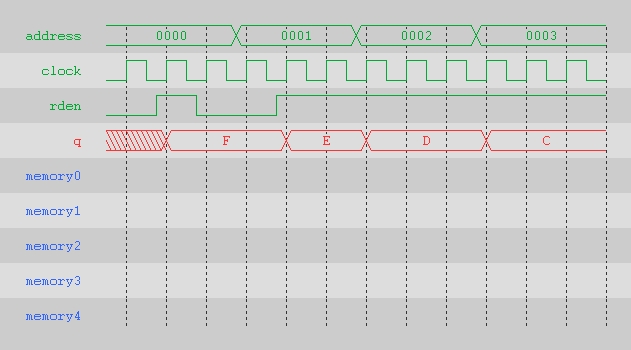 address 0000 0001 0002 0003
clock
rden
q F E D C
memory0
memory1
memory2
memory3
memory4